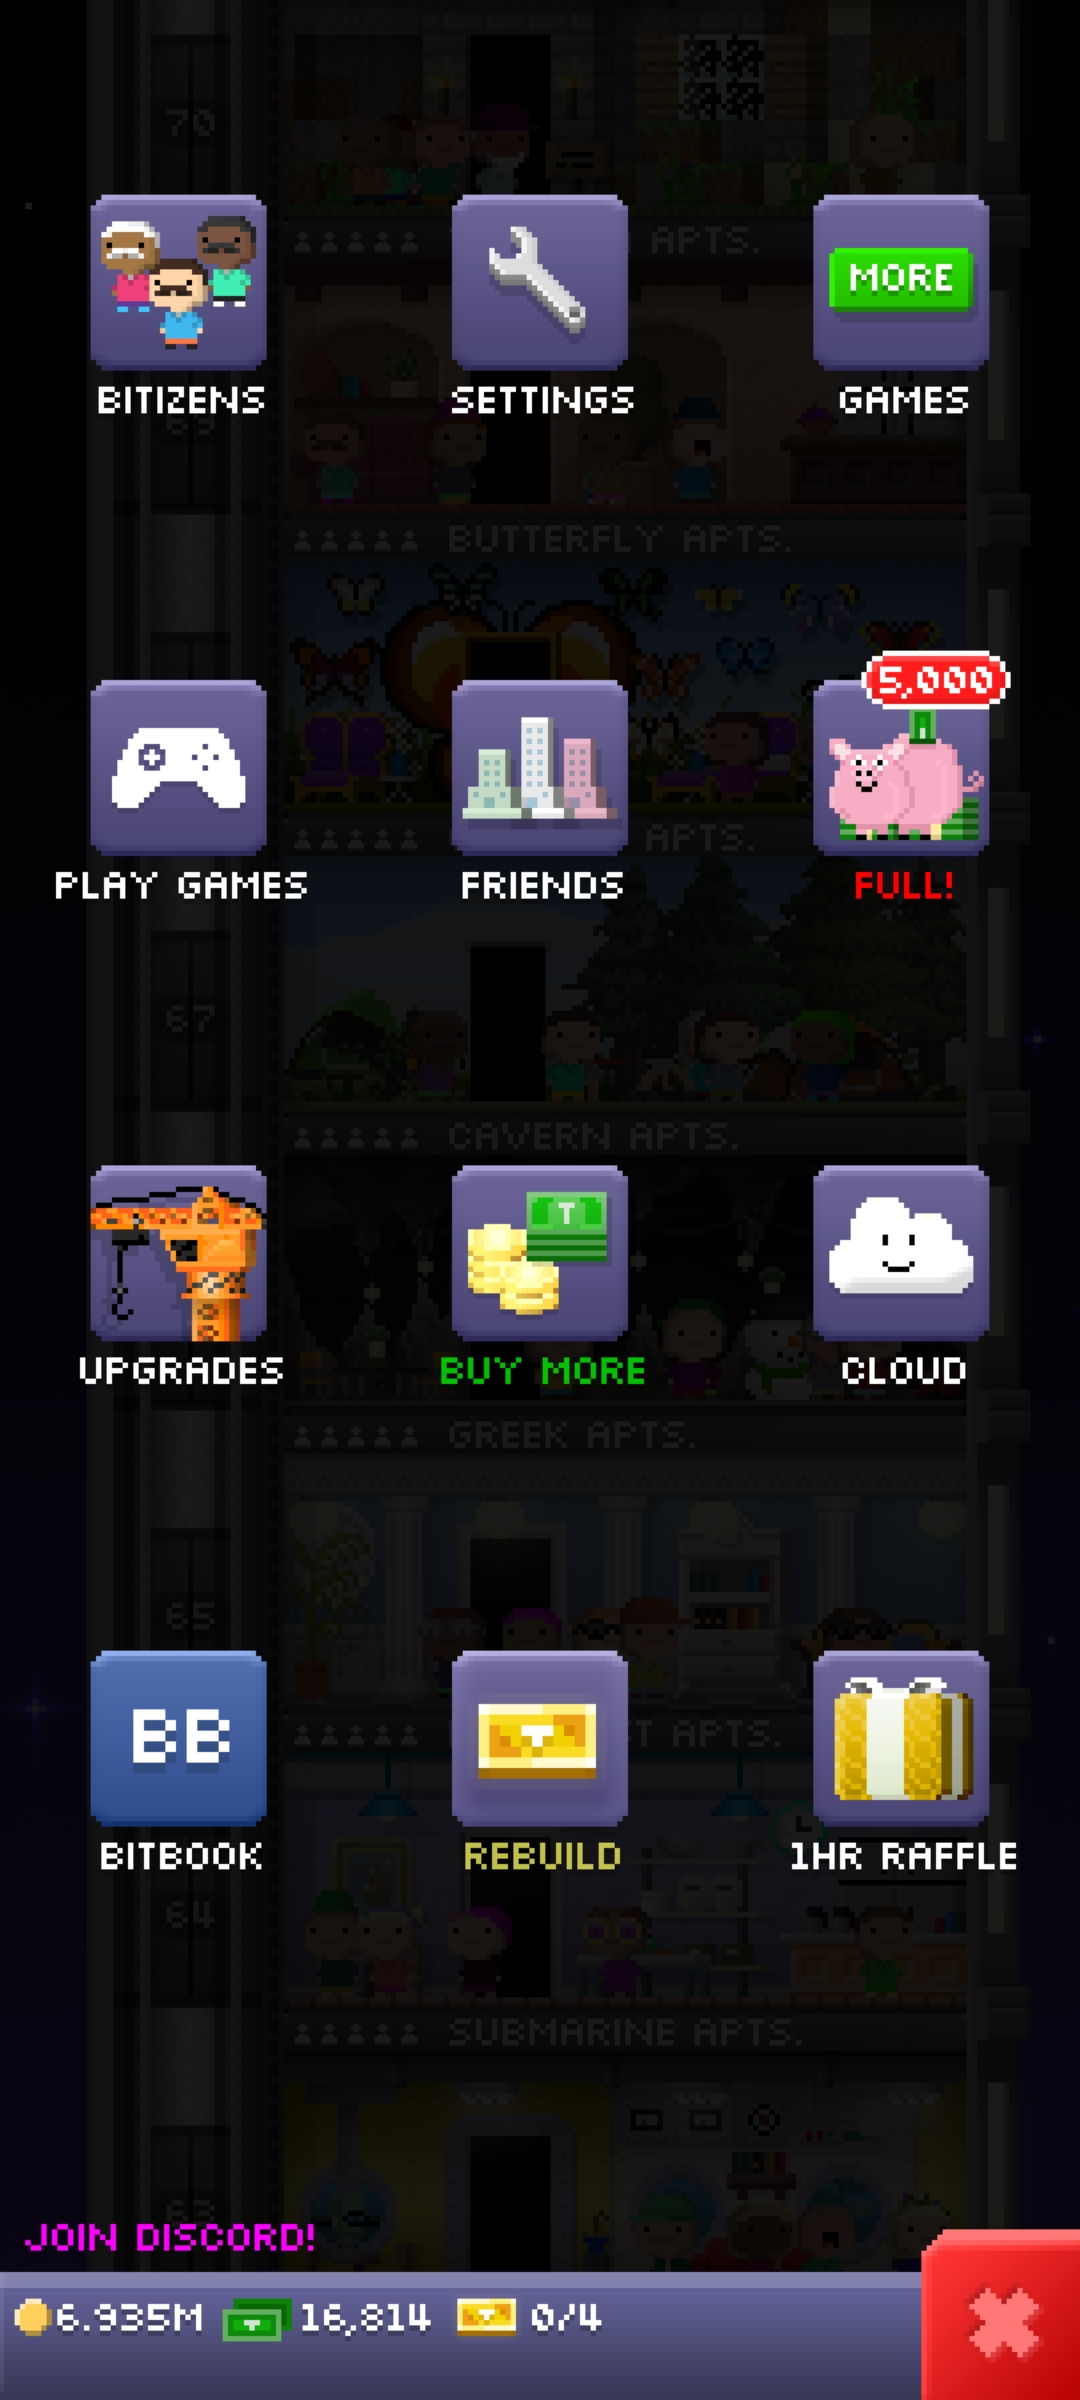 70
APTS.
MORE
BITIZENS
SETTINGS
GAMES
BUTTERFLY APTS.
5,000
APTS.
PLAY GAMES
FRIENDS
FULL!
67
CAVERN APTS.
T
UPGRADES
BUY MORE
CLOUD
GREEK APTS.
65
BB
T APTS.
BITBOOK
REBUILD
1HR RAFFLE
64
SUBMARINE APTS.
63
JOIN DISCORD!
6.935M 16,814 0/4